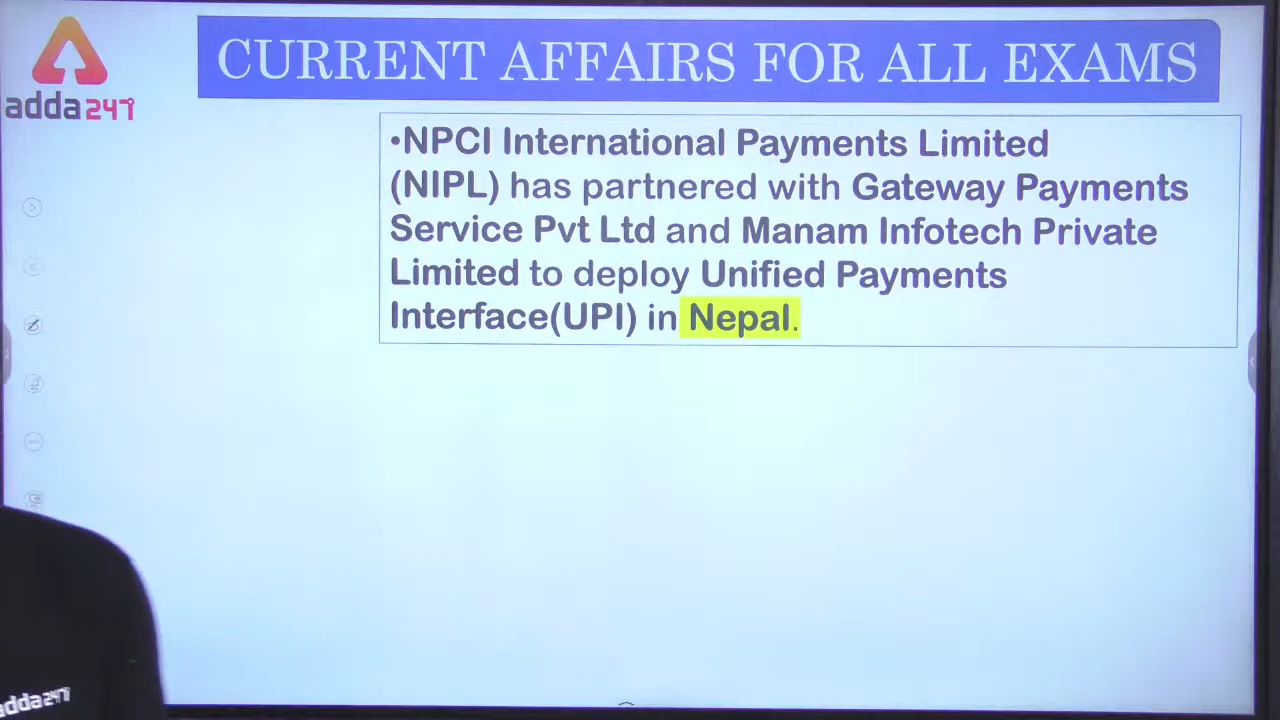 CURRENT AFFAIRS FOR ALL EXAMS
adda247
•NPCI International Payments Limited
(NIPL) has partnered with Gateway Payments
Service Pvt Ltd and Manam Infotech Private
Limited to deploy Unified Payments
Interface(UPI) in Nepal.
adda247